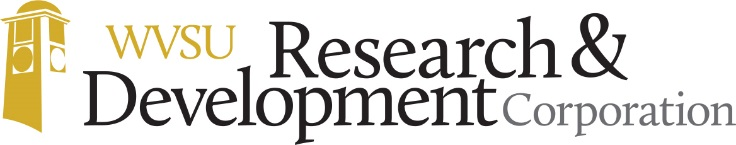 WVSU Research &
Development Corporation